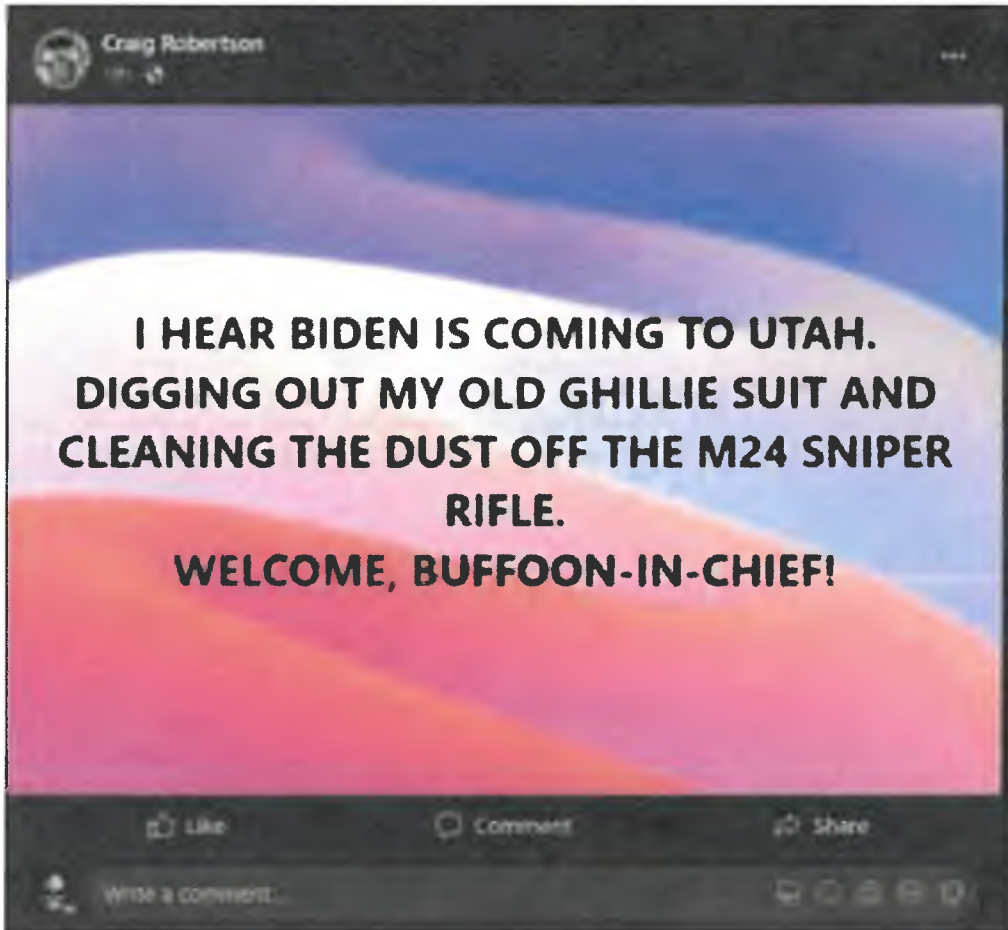 Craig Robertson
I HEAR BIDEN IS COMING TO UTAH.
DIGGING OUT MY OLD GHILLIE SUIT AND
CLEANING THE DUST OFF THE M24 SNIPER
RIFLE.
WELCOME, BUFFOON-IN-CHIEF!
Like Comment Share
Write a comment...